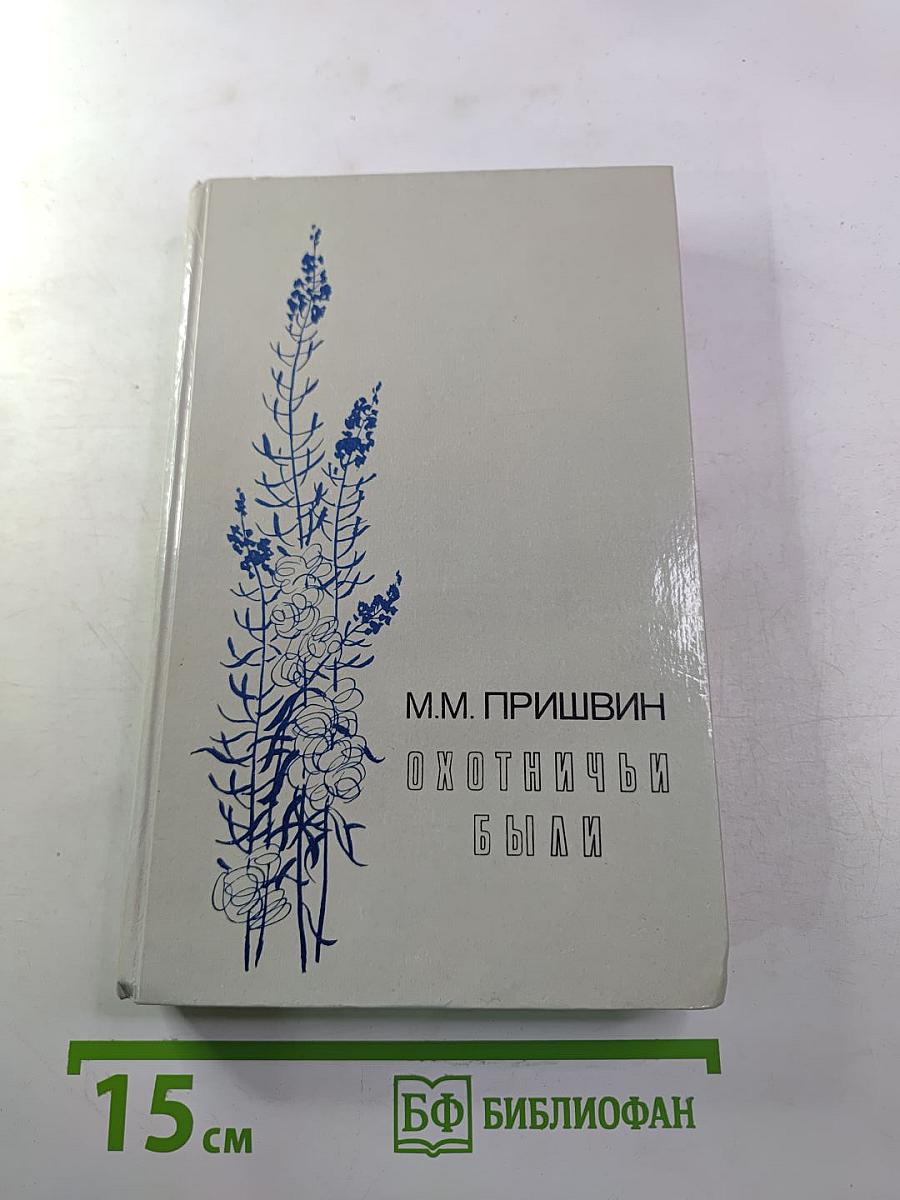 М.М. ПРИШВИН
ОХОТНИЧЬИ
БЫЛИ
15 см
БФ БИБЛИОФАН